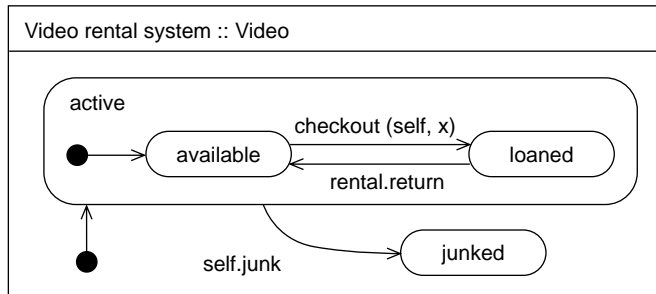 Video rental system :: Video
active
checkout (self, x)
available
loaned
rental.return
self.junk
junked